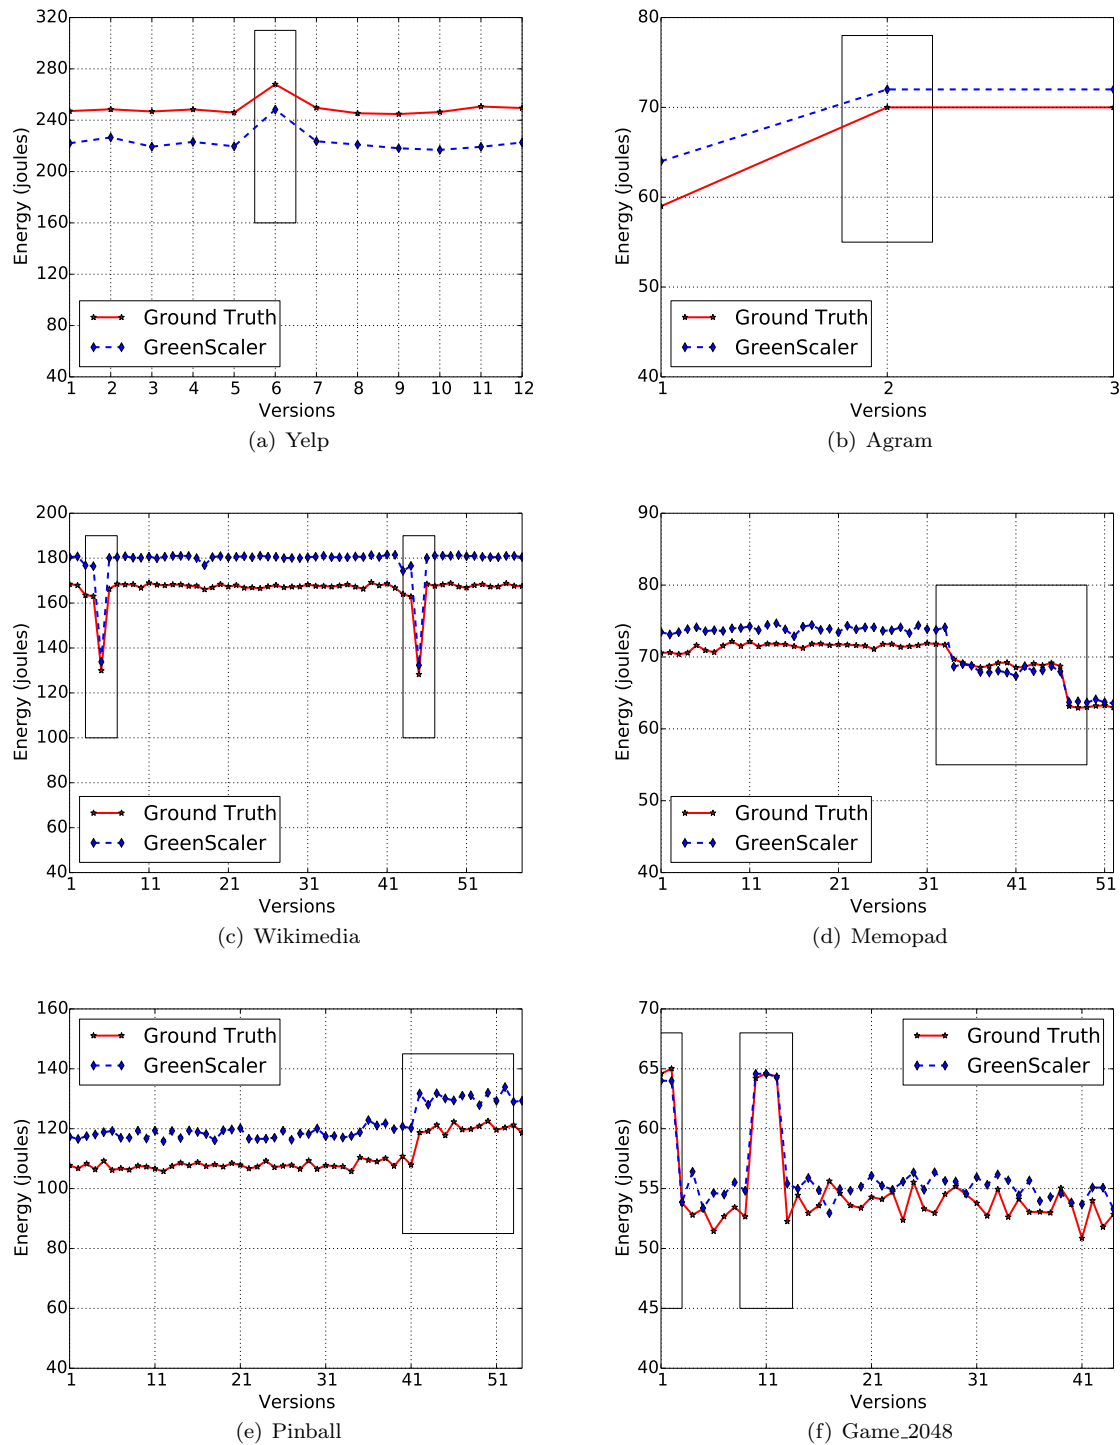 320
280
240
200
160
120
80
40
Energy (joules)
Ground Truth
GreenScaler
1 2 3 4 5 6 7 8 9 10 11 12
Versions
(a) Yelp
80
70
60
50
40
Energy (joules)
Ground Truth
GreenScaler
1 2 3
Versions
(b) Agram
200
180
160
140
120
100
80
60
40
Energy (joules)
Ground Truth
GreenScaler
1 11 21 31 41 51
Versions
(c) Wikimedia
90
80
70
60
50
40
Energy (joules)
Ground Truth
GreenScaler
1 11 21 31 41 51
Versions
(d) Memopad
160
140
120
100
80
60
40
Energy (joules)
Ground Truth
GreenScaler
1 11 21 31 41 51
Versions
(e) Pinball
70
65
60
55
50
45
40
Energy (joules)
Ground Truth
GreenScaler
1 11 21 31 41
Versions
(f) Game_2048